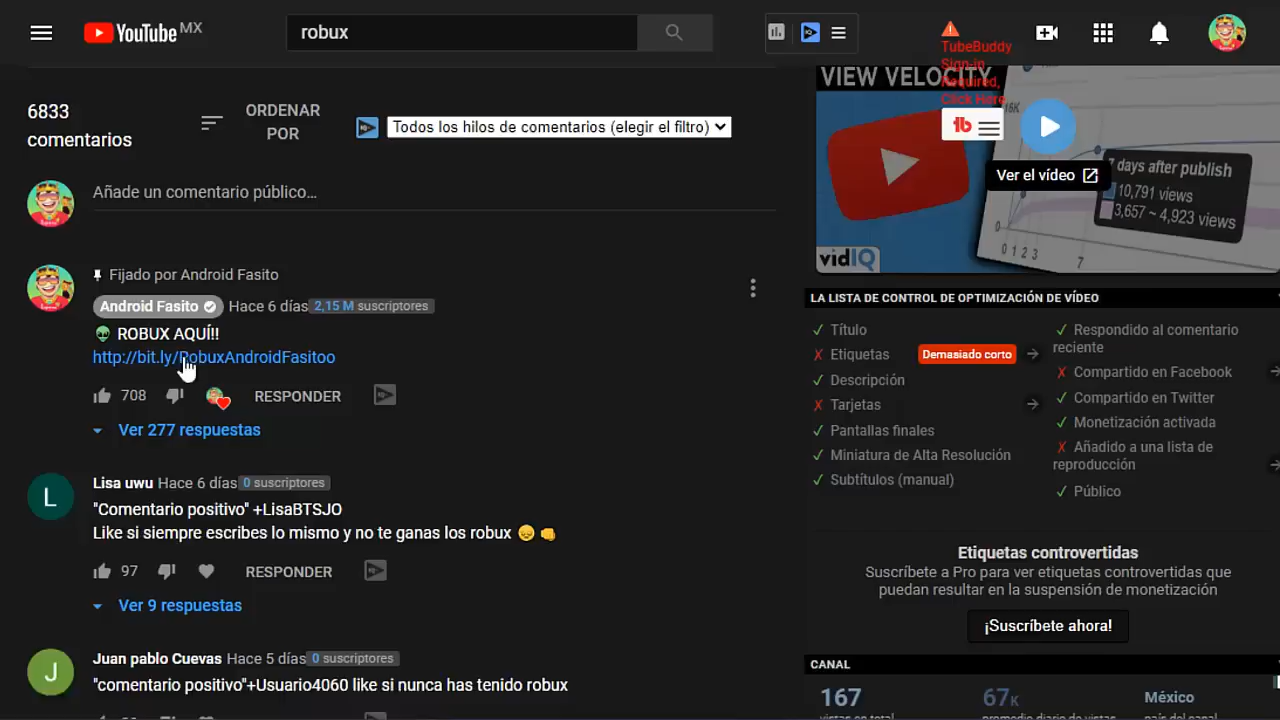 YouTube MX
robux
TubeBuddy
Sign-in
Required,
Click Here
6833
comentarios
ORDENAR
POR
Todos los hilos de comentarios (elegir el filtro)
Añade un comentario público...
Fijado por Android Fasito
Android Fasito Hace 6 días 2,15 M suscriptores
👽 ROBUX AQUÍ!!
http://bit.ly/RobuxAndroidFasitoo
708 RESPONDER
Ver 277 respuestas
L
Lisa uwu Hace 6 días 0 suscriptores
"Comentario positivo" +LisaBTSJO
Like si siempre escribes lo mismo y no te ganas los robux 😞 👊
97 RESPONDER
Ver 9 respuestas
J
Juan pablo Cuevas Hace 5 días 0 suscriptores
"comentario positivo"+Usuario4060 like si nunca has tenido robux
VIEW VELOCITY
tb
Ver el vídeo
7 days after publish
10,791 views
3,657 ~ 4,923 views
0 1 2 3 7
vidIQ
LA LISTA DE CONTROL DE OPTIMIZACIÓN DE VÍDEO
✓ Título
✗ Etiquetas Demasiado corto
✓ Descripción
✗ Tarjetas
✓ Pantallas finales
✓ Miniatura de Alta Resolución
✓ Subtítulos (manual)
✓ Respondido al comentario
reciente
✗ Compartido en Facebook
✓ Compartido en Twitter
✓ Monetización activada
✗ Añadido a una lista de
reproducción
✓ Público
Etiquetas controvertidas
Suscríbete a Pro para ver etiquetas controvertidas que
puedan resultar en la suspensión de monetización
¡Suscríbete ahora!
CANAL
167
67K
México